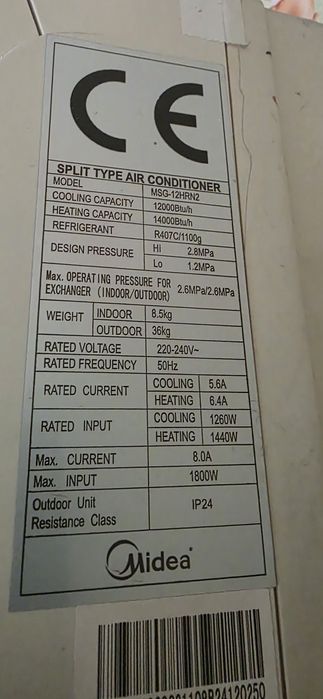 CE
SPLIT TYPE AIR CONDITIONER
MODEL MSG-12HRN2
COOLING CAPACITY 12000Btu/h
HEATING CAPACITY 14000Btu/h
REFRIGERANT R407C/1100g
DESIGN PRESSURE Hi 2.8MPa
Lo 1.2MPa
Max. OPERATING PRESSURE FOR
EXCHANGER (INDOOR/OUTDOOR) 2.6MPa/2.6MPa
WEIGHT INDOOR 8.5kg
OUTDOOR 36kg
RATED VOLTAGE 220-240V~
RATED FREQUENCY 50Hz
RATED CURRENT COOLING 5.6A
HEATING 6.4A
RATED INPUT COOLING 1260W
HEATING 1440W
Max. CURRENT 8.0A
Max. INPUT 1800W
Outdoor Unit
Resistance Class IP24
Midea